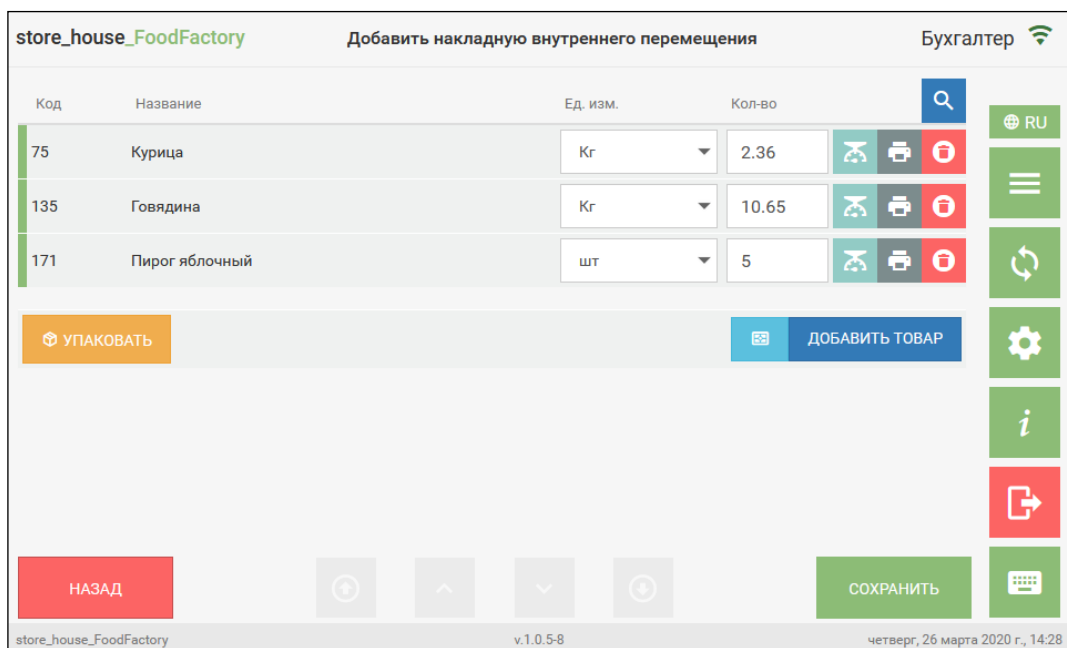 store_house_FoodFactory Добавить накладную внутреннего перемещения Бухгалтер
Код Название Ед. изм. Кол-во
RU
75 Курица Кг 2.36
135 Говядина Кг 10.65
171 Пирог яблочный шт 5
УПАКОВАТЬ ДОБАВИТЬ ТОВАР
i
НАЗАД СОХРАНИТЬ
store_house_FoodFactory v.1.0.5-8 четверг, 26 марта 2020 г., 14:28